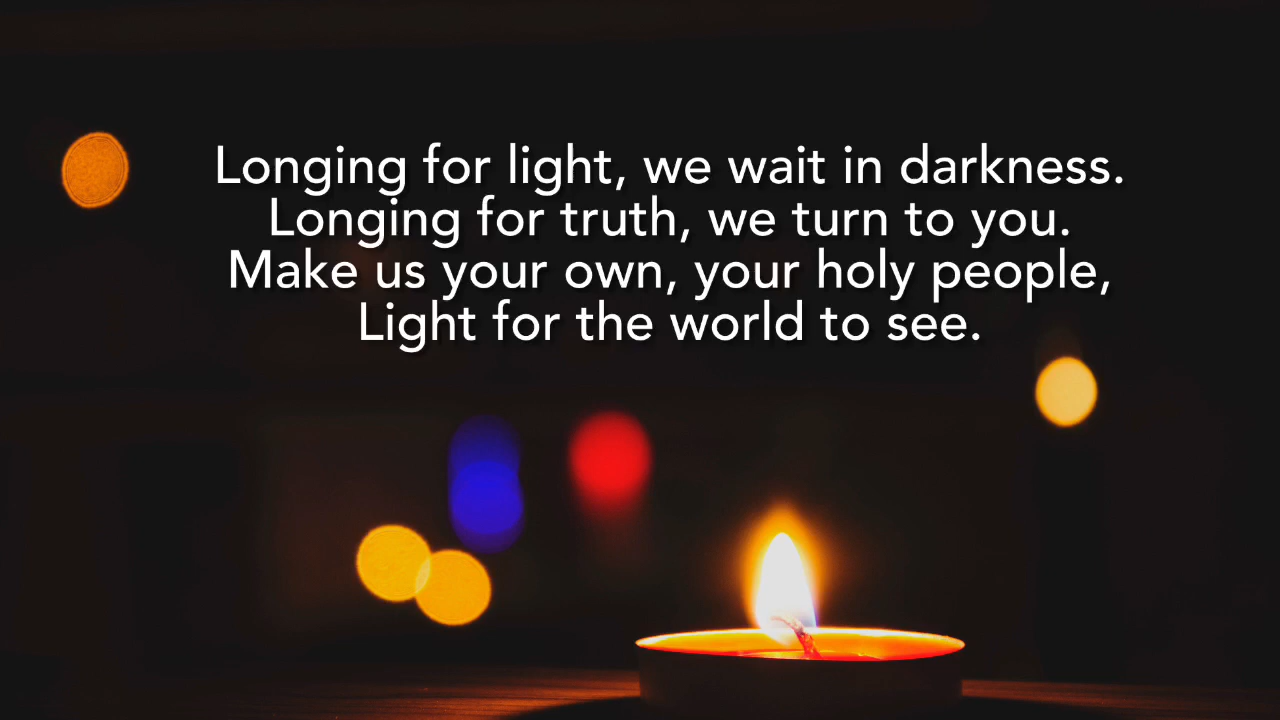 Longing for light, we wait in darkness.
Longing for truth, we turn to you.
Make us your own, your holy people,
Light for the world to see.